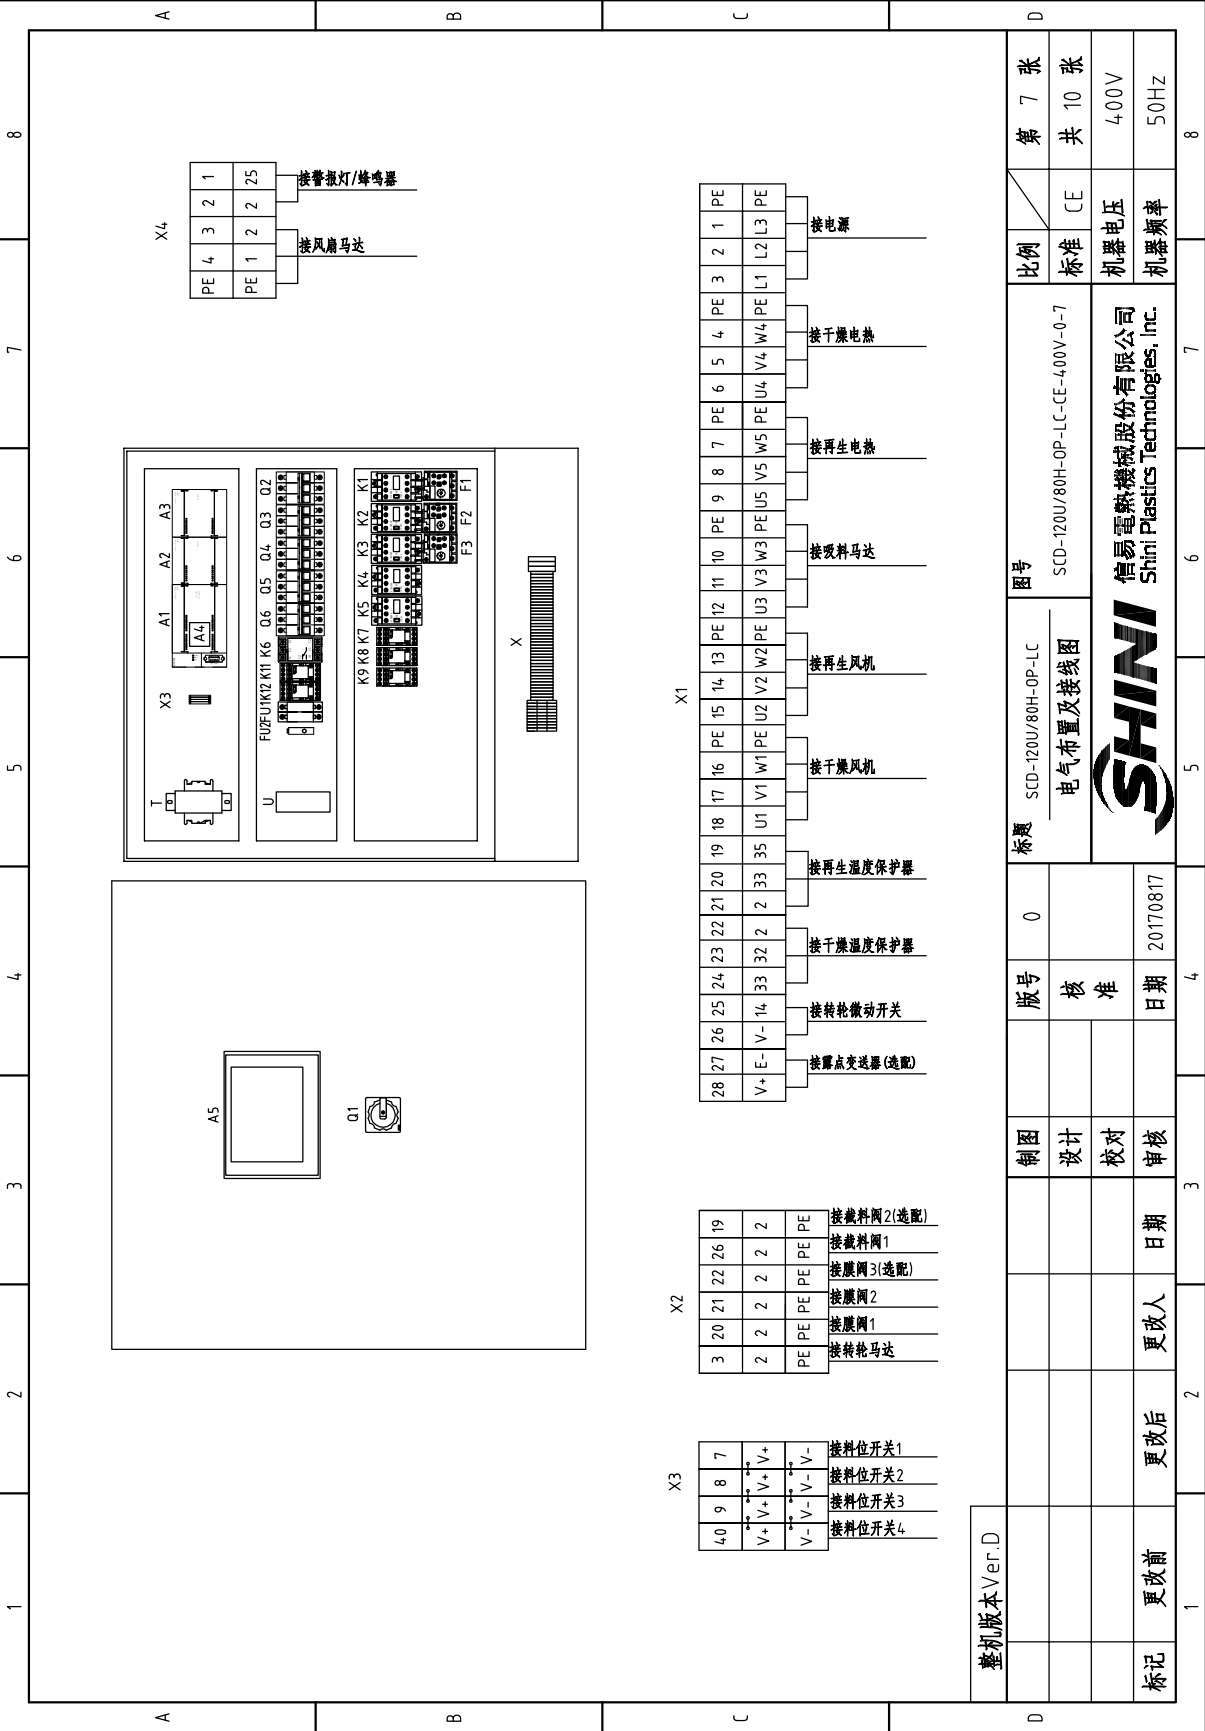 1 2 3 4 5 6 7 8
A
B
C
D
A5
Q1
T X3 A1 A2 A3
A4
U FU2 FU1 K12 K11 K6 Q6 Q5 Q4 Q3 Q2
K9 K8 K7 K5 K4 K3 K2 K1
F3 F2 F1
X
X4
PE 4 3 2 1
PE 1 2 2 25
接风扇马达
接警报灯/蜂鸣器
X3
40 9 8 7
V+ V+ V+ V+
V- V- V- V-
接料位开关4
接料位开关3
接料位开关2
接料位开关1
X2
3 20 21 22 26 19
2 2 2 2 2 2
PE PE PE PE PE PE
接转轮马达
接膜阀1
接膜阀2
接膜阀3(选配)
接截料阀1
接截料阀2(选配)
X1
28 27 26 25 24 23 22 21 20 19 18 17 16 PE 15 14 13 PE 12 11 10 PE 9 8 7 PE 6 5 4 PE 3 2 1 PE
V+ E- V- 14 33 32 2 2 33 35 U1 V1 W1 PE U2 V2 W2 PE U3 V3 W3 PE U5 V5 W5 PE U4 V4 W4 PE L1 L2 L3 PE
接露点变送器(选配)
接转轮微动开关
接干燥温度保护器
接再生温度保护器
接干燥风机
接再生风机
接吸料马达
接再生电热
接干燥电热
接电源
整机版本Ver.D
标记 更改前 更改后 更改人 日期
制图
设计
校对
审核
版号 0
核准
日期 20170817
标题 SCD-120U/80H-OP-LC
电气布置及接线图
图号
SCD-120U/80H-OP-LC-CE-400V-0-7
SHINI
信易電熱機械股份有限公司
Shini Plastics Technologies, Inc.
比例 第 7 张
标准 CE 共 10 张
机器电压 400V
机器频率 50Hz
1 2 3 4 5 6 7 8
A
B
C
D